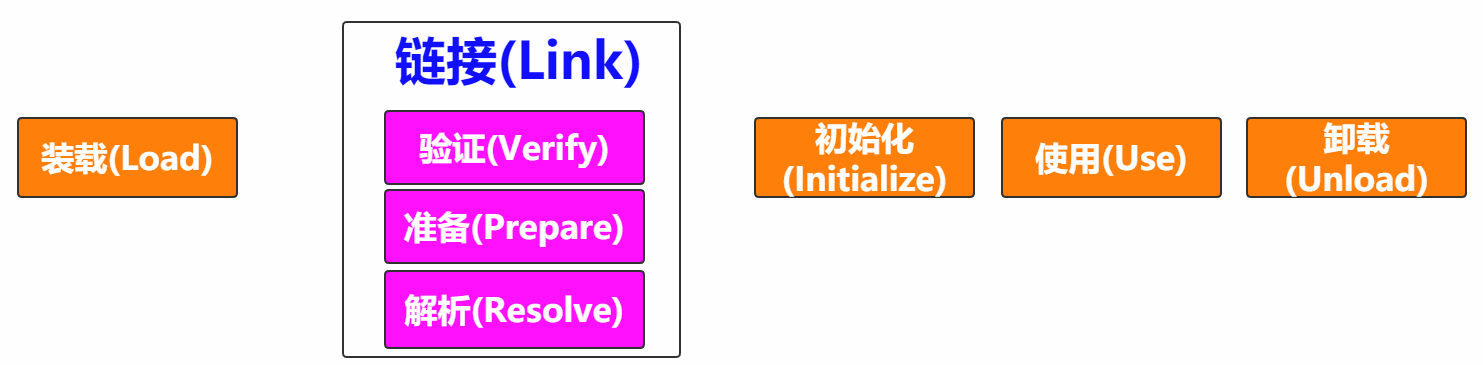 装载(Load)
链接(Link)
验证(Verify)
准备(Prepare)
解析(Resolve)
初始化
(Initialize)
使用(Use)
卸载
(Unload)